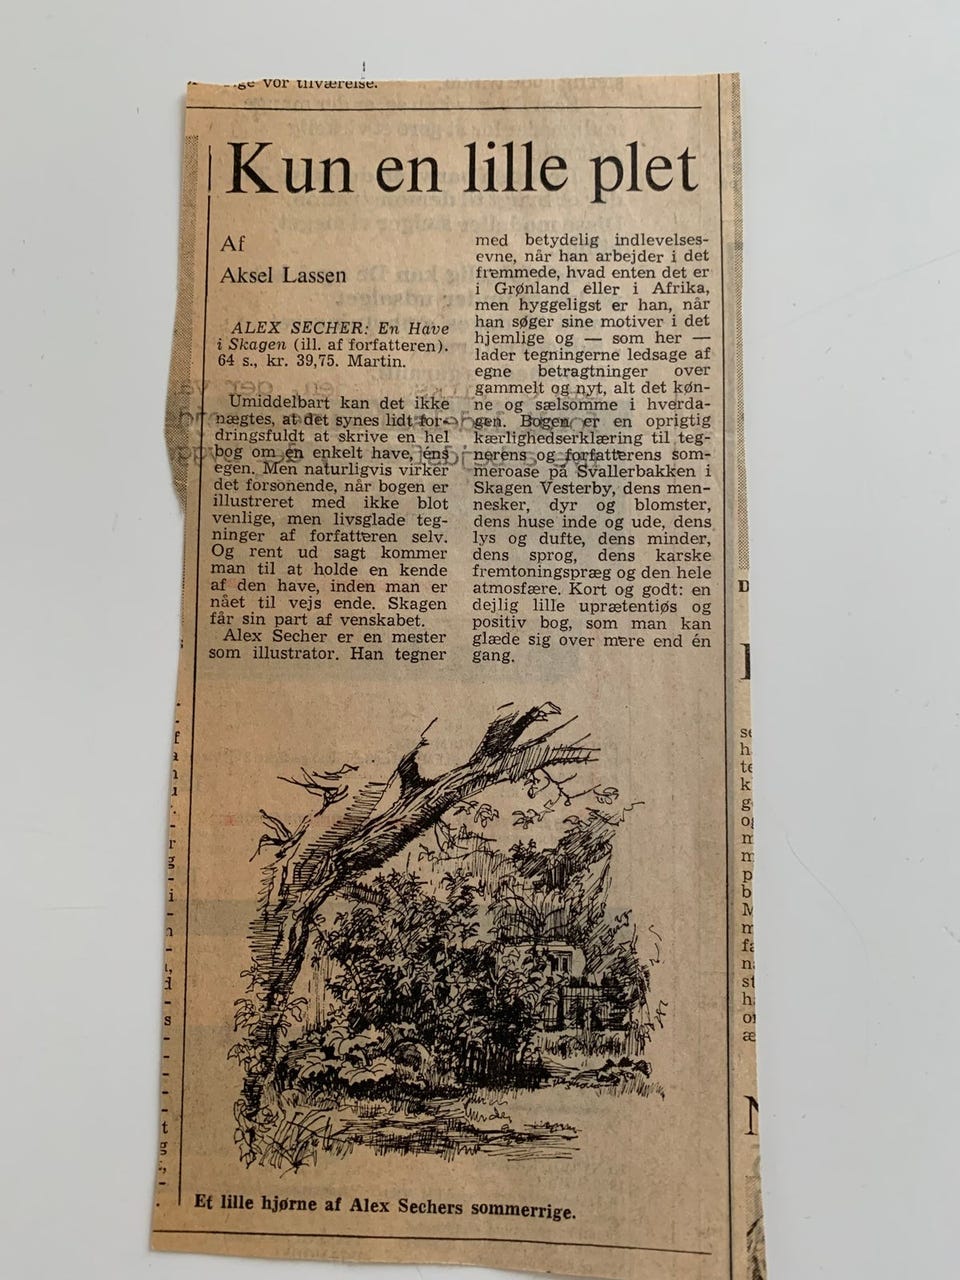 vor tilværelse.
Kun en lille plet
Af
Aksel Lassen
ALEX SECHER: En Have
i Skagen (ill. af forfatteren).
64 s., kr. 39,75. Martin.
Umiddelbart kan det ikke
nægtes, at det synes lidt for-
dringsfuldt at skrive en hel
bog om én enkelt have, éns
egen. Men naturligvis virker
det forsonende, når bogen er
illustreret med ikke blot
venlige, men livsglade teg-
ninger af forfatteren selv.
Og rent ud sagt kommer
man til at holde en kende
af den have, inden man er
nået til vejs ende. Skagen
får sin part af venskabet.
Alex Secher er en mester
som illustrator. Han tegner
med betydelig indlevelses-
evne, når han arbejder i det
fremmede, hvad enten det er
i Grønland eller i Afrika,
men hyggeligst er han, når
han søger sine motiver i det
hjemlige og — som her —
lader tegningerne ledsage af
egne betragtninger over
gammelt og nyt, alt det køn-
ne og sælsomme i hverda-
gen. Bogen er en oprigtig
kærlighedserklæring til teg-
nerens og forfatterens som-
meroase på Svallerbakken i
Skagen Vesterby, dens men-
nesker, dyr og blomster,
dens huse inde og ude, dens
lys og dufte, dens minder,
dens sprog, dens karske
fremtoningspræg og den hele
atmosfære. Kort og godt: en
dejlig lille uprætentiøs og
positiv bog, som man kan
glæde sig over mere end én
gang.
Et lille hjørne af Alex Sechers sommerrige.